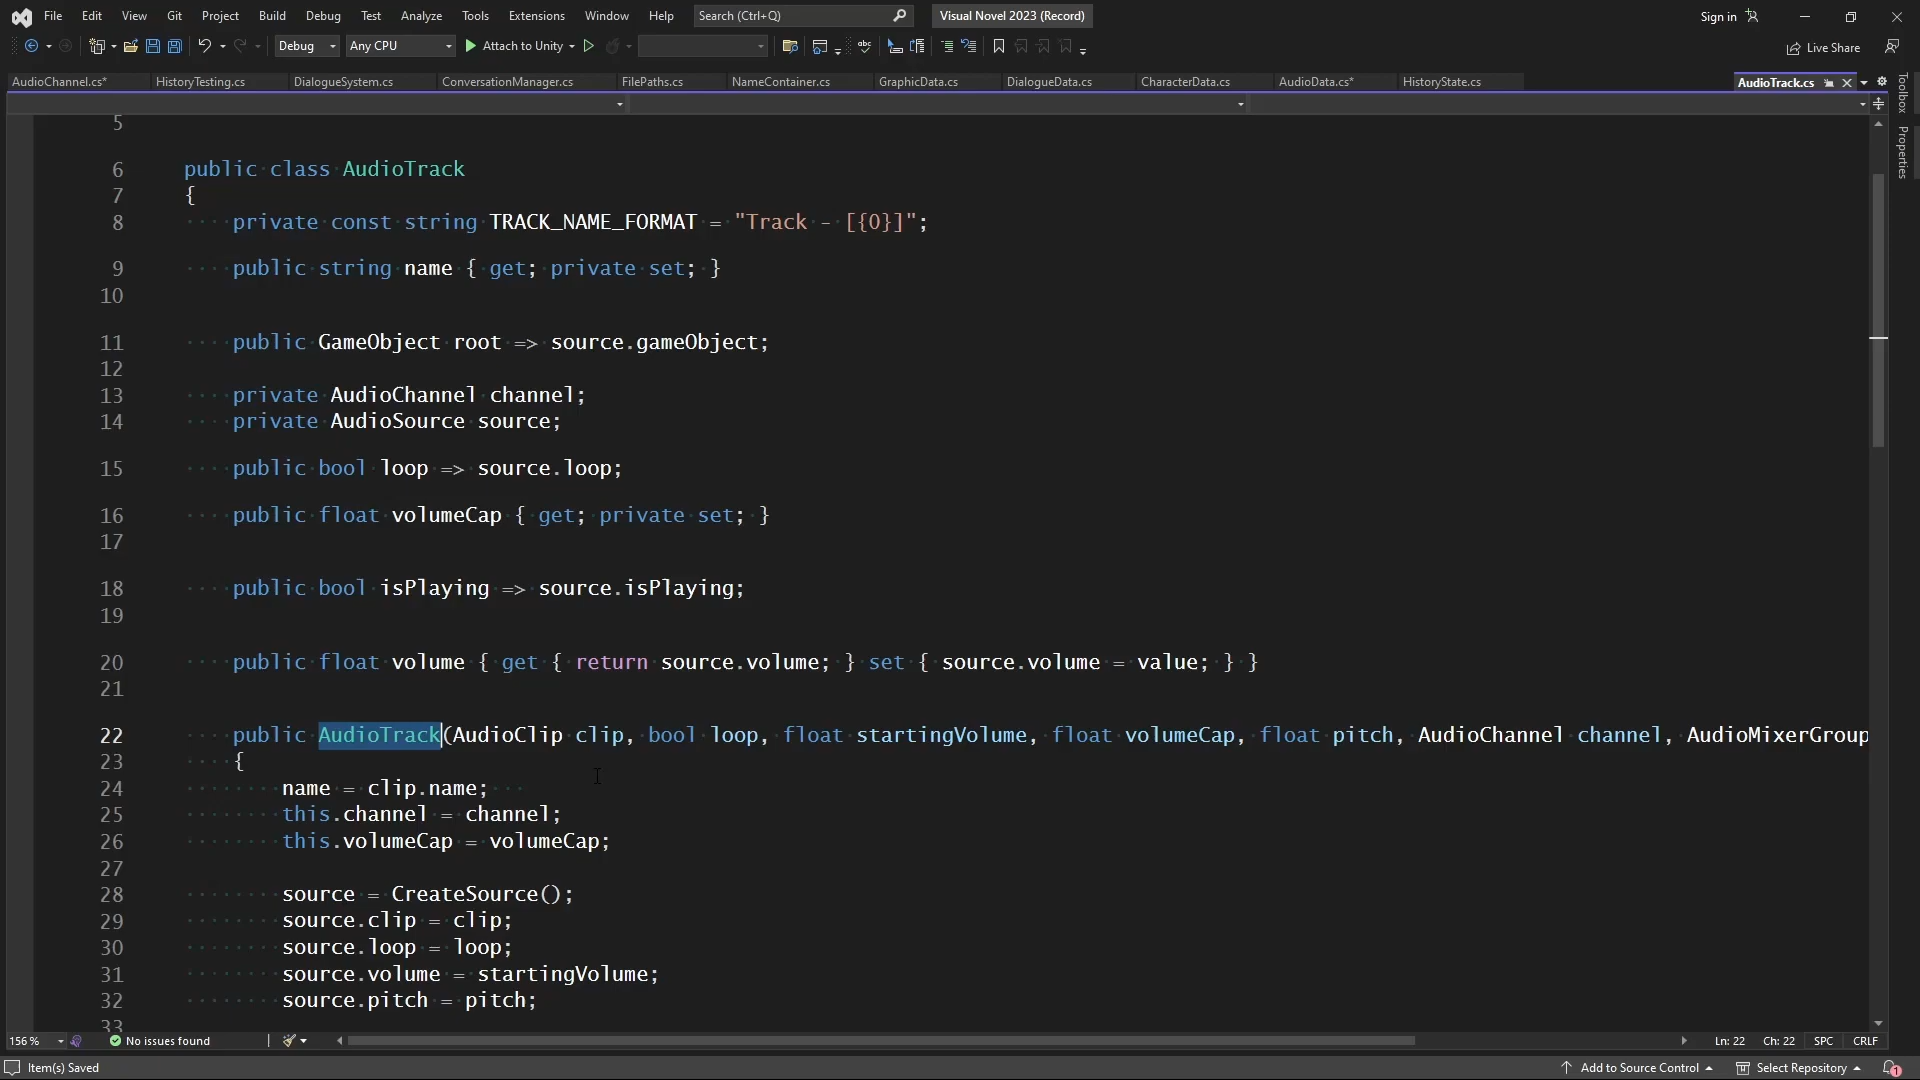 File Edit View Git Project Build Debug Test Analyze Tools Extensions Window Help Search (Ctrl+Q) Visual Novel 2023 (Record) Sign in
Debug Any CPU Attach to Unity Live Share
AudioChannel.cs* HistoryTesting.cs DialogueSystem.cs ConversationManager.cs FilePaths.cs NameContainer.cs GraphicData.cs DialogueData.cs CharacterData.cs AudioData.cs* HistoryState.cs AudioTrack.cs
Toolbox
Properties
5
6 public class AudioTrack
7 {
8 private const string TRACK_NAME_FORMAT = "Track - [{0}]";
9 public string name { get; private set; }
10
11 public GameObject root => source.gameObject;
12
13 private AudioChannel channel;
14 private AudioSource source;
15 public bool loop => source.loop;
16 public float volumeCap { get; private set; }
17
18 public bool isPlaying => source.isPlaying;
19
20 public float volume { get { return source.volume; } set { source.volume = value; } }
21
22 public AudioTrack(AudioClip clip, bool loop, float startingVolume, float volumeCap, float pitch, AudioChannel channel, AudioMixerGroup
23 {
24 name = clip.name;
25 this.channel = channel;
26 this.volumeCap = volumeCap;
27
28 source = CreateSource();
29 source.clip = clip;
30 source.loop = loop;
31 source.volume = startingVolume;
32 source.pitch = pitch;
33
156 % No issues found Ln: 22 Ch: 22 SPC CRLF
Item(s) Saved Add to Source Control Select Repository 1